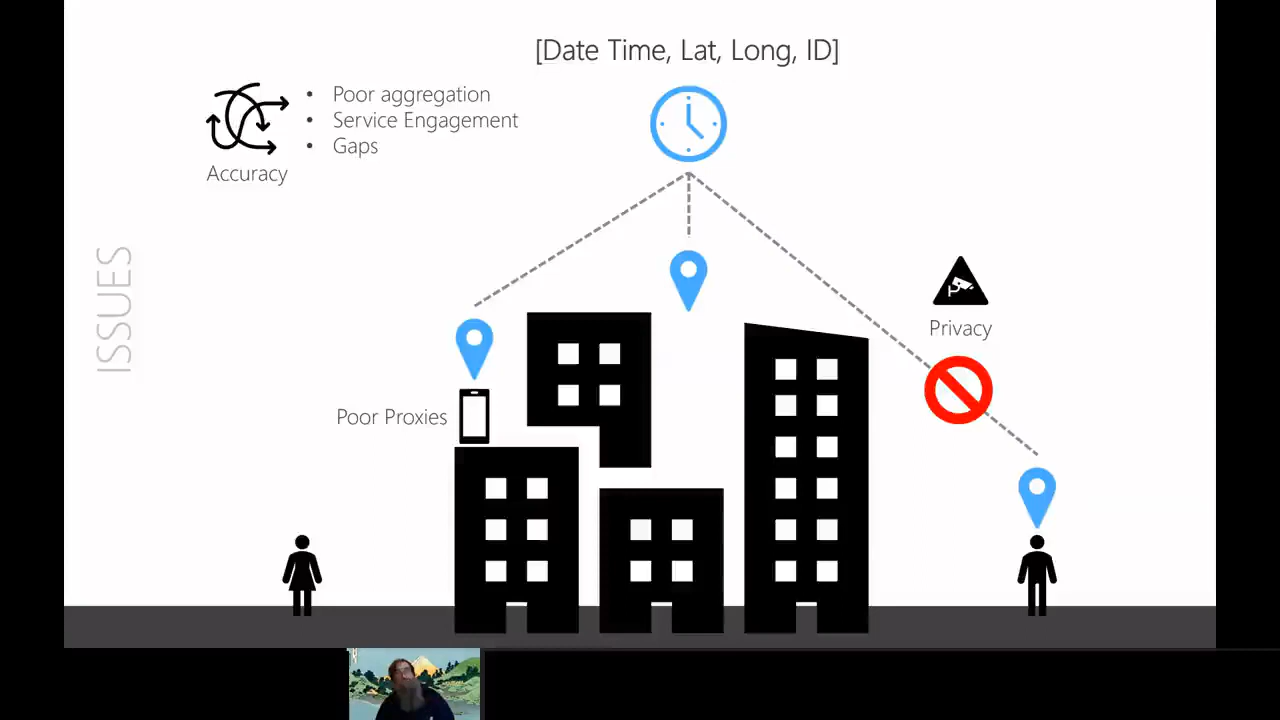 [Date Time, Lat, Long, ID]
• Poor aggregation
• Service Engagement
• Gaps
Accuracy
ISSUES
Privacy
Poor Proxies